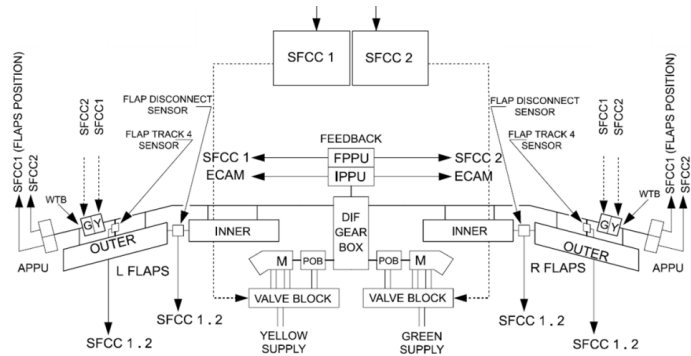 SFCC 1
SFCC 2
SFCC1 (FLAPS POSITION)
SFCC2
SFCC2
SFCC1
FLAP DISCONNECT
SENSOR
FLAP TRACK 4
SENSOR
FEEDBACK
SFCC 1
FPPU
SFCC 2
ECAM
IPPU
ECAM
FLAP DISCONNECT
SENSOR
FLAP TRACK 4
SENSOR
SFCC1
SFCC2
SFCC1 (FLAPS POSITION)
SFCC2
WTB
G Y
OUTER
INNER
DIF
GEAR
BOX
INNER
G Y
WTB
OUTER
APPU
L FLAPS
M
POB
POB
M
R FLAPS
APPU
VALVE BLOCK
VALVE BLOCK
SFCC 1 . 2
SFCC 1 . 2
YELLOW
SUPPLY
GREEN
SUPPLY
SFCC 1 . 2
SFCC 1 . 2